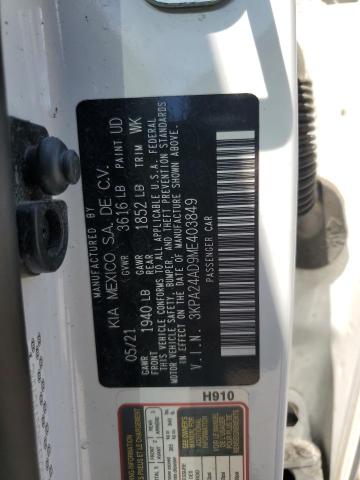 MANUFACTURED BY
KIA MEXICO S.A. DE C.V.
05/21 GVWR 3616 LB PAINT UD
GAWR FRONT 1940 LB GAWR REAR 1852 LB TRIM WK
THIS VEHICLE CONFORMS TO ALL APPLICABLE U.S.A. FEDERAL
MOTOR VEHICLE SAFETY, BUMPER, AND THEFT PREVENTION STANDARDS
IN EFFECT ON THE DATE OF MANUFACTURE SHOWN ABOVE.
V.I.N. 3KPA24AD9ME403849
PASSENGER CAR
H910